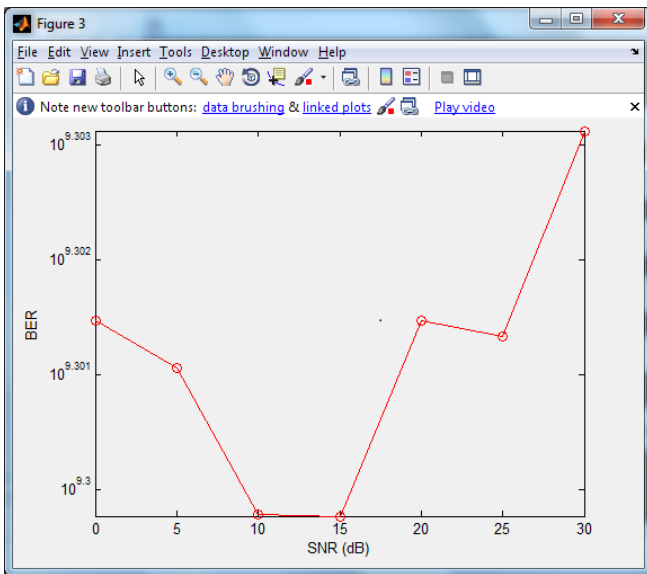 Figure 3
File Edit View Insert Tools Desktop Window Help
Note new toolbar buttons: data brushing & linked plots Play video
10^9.303
10^9.302
10^9.301
10^9.3
BER
0 5 10 15 20 25 30
SNR (dB)